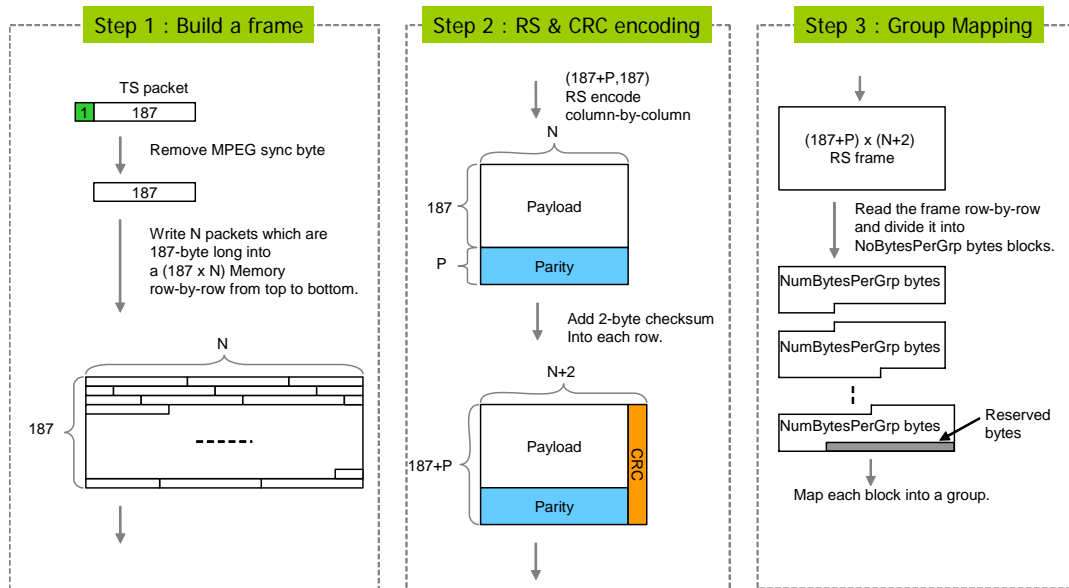 Step 1 : Build a frame
TS packet
1
187
Remove MPEG sync byte
187
Write N packets which are
187-byte long into
a (187 x N) Memory
row-by-row from top to bottom.
N
187
Step 2 : RS & CRC encoding
(187+P,187)
RS encode
column-by-column
N
187
Payload
P
Parity
Add 2-byte checksum
Into each row.
N+2
187+P
Payload
CRC
Parity
Step 3 : Group Mapping
(187+P) x (N+2)
RS frame
Read the frame row-by-row
and divide it into
NoBytesPerGrp bytes blocks.
NumBytesPerGrp bytes
NumBytesPerGrp bytes
NumBytesPerGrp bytes
Reserved
bytes
Map each block into a group.